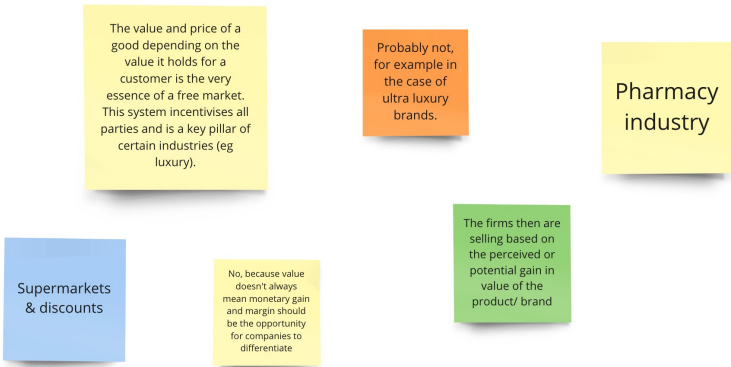 The value and price of a
good depending on the
value it holds for a
customer is the very
essence of a free market.
This system incentivises all
parties and is a key pillar of
certain industries (eg
luxury).
Probably not,
for example in
the case of
ultra luxury
brands.
Pharmacy
industry
Supermarkets
& discounts
No, because value
doesn't always
mean monetary gain
and margin should
be the opportunity
for companies to
differentiate
The firms then are
selling based on
the perceived or
potential gain in
value of the
product/ brand